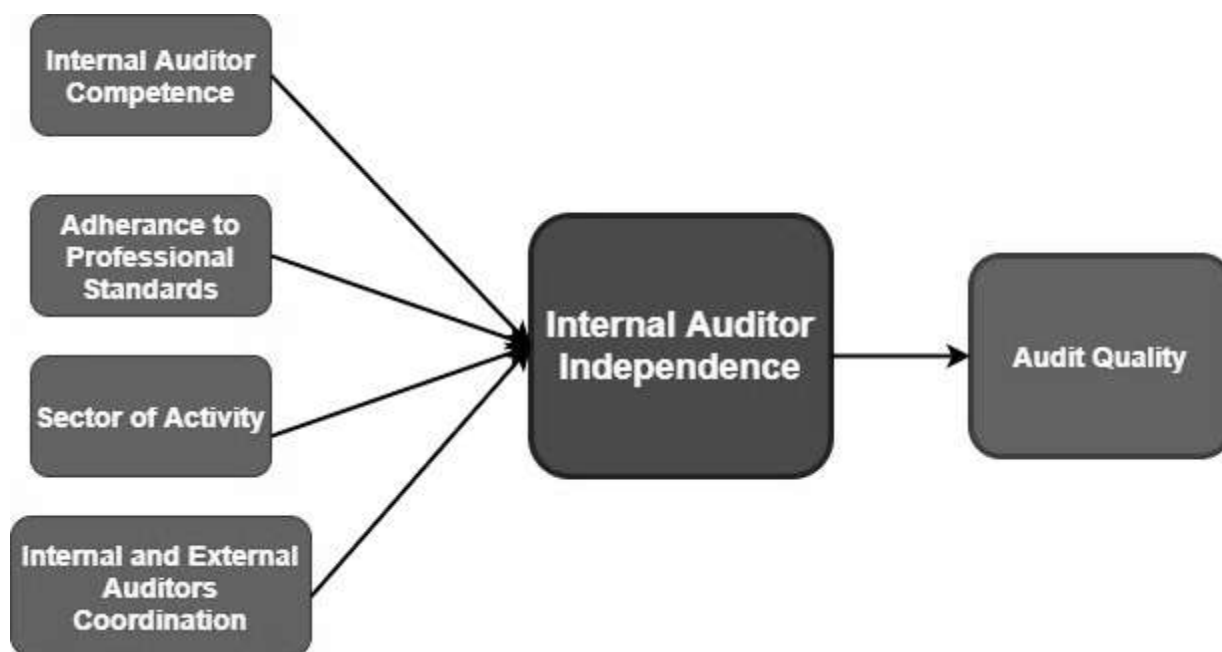 Internal Auditor
Competence
Adherance to
Professional
Standards
Sector of Activity
Internal and External
Auditors
Coordination
Internal Auditor
Independence
Audit Quality